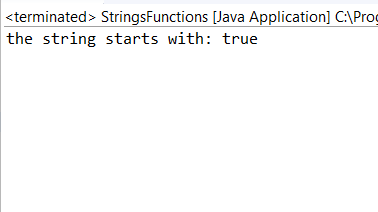 <terminated> StringsFunctions [Java Application] C:\Prog
the string starts with: true